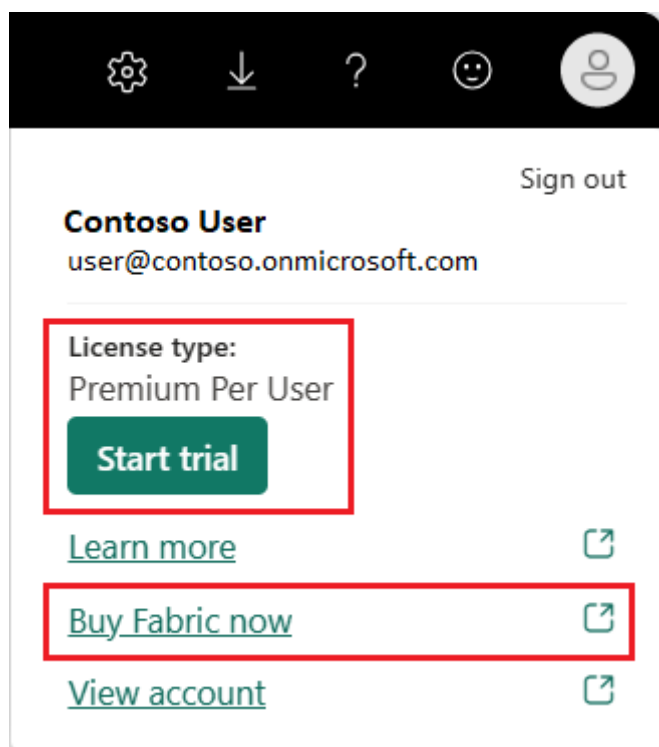 ?
Sign out
Contoso User
user@contoso.onmicrosoft.com
License type:
Premium Per User
Start trial
Learn more
Buy Fabric now
View account